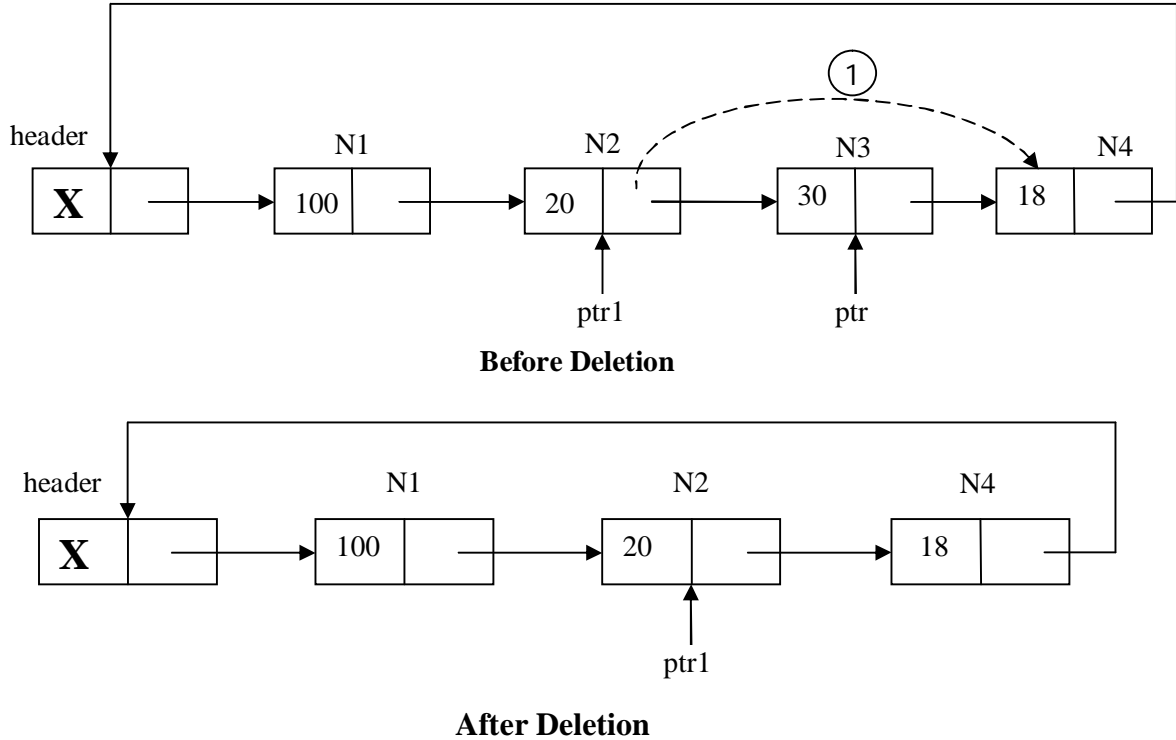 1
header N1 N2 N3 N4
X 100 20 30 18
ptr1 ptr
Before Deletion
header N1 N2 N4
X 100 20 18
ptr1
After Deletion